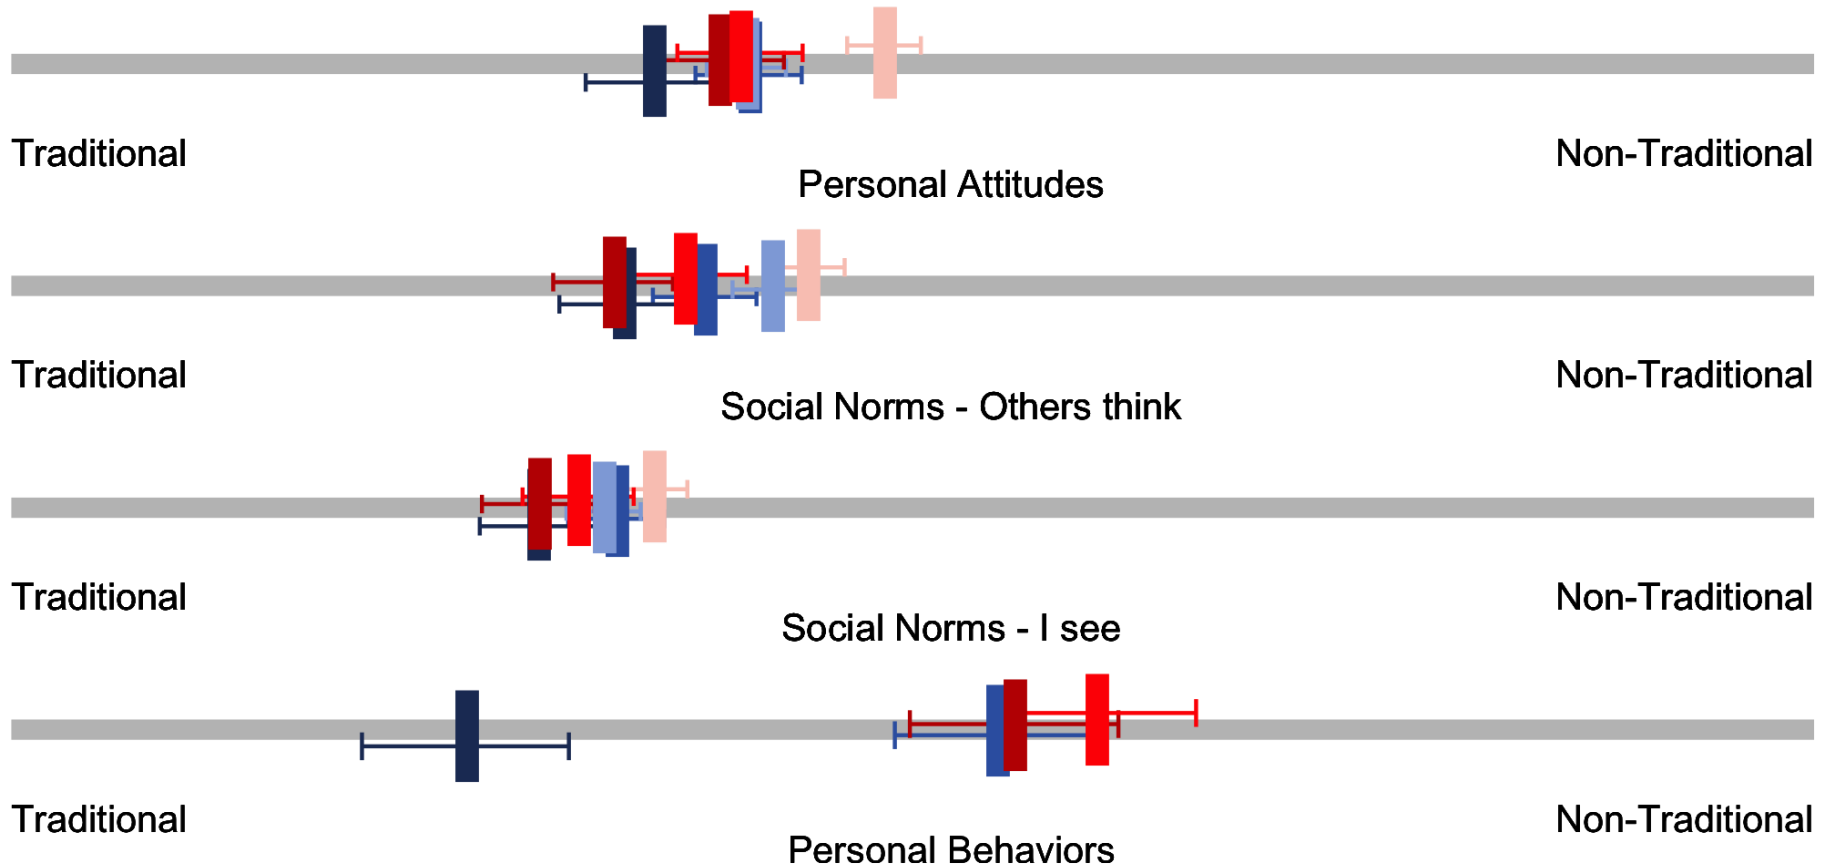 Traditional
Non-Traditional
Personal Attitudes
Traditional
Non-Traditional
Social Norms - Others think
Traditional
Non-Traditional
Social Norms - I see
Traditional
Non-Traditional
Personal Behaviors